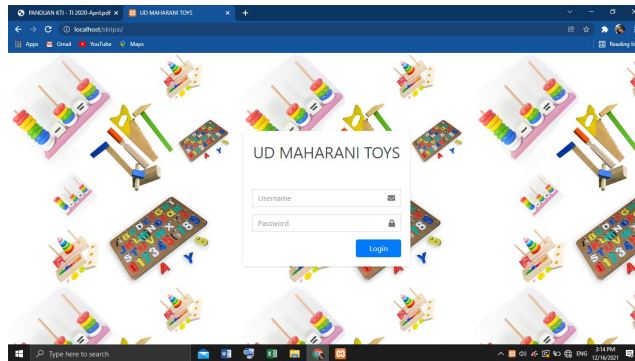 PANDUAN KTI - TI 2020-April.pdf
UD MAHARANI TOYS
localhost/skripsi/
Apps
Gmail
YouTube
Maps
Reading li
UD MAHARANI TOYS
Username
Password
Login
Type here to search
ENG
3:14 PM
12/16/2021